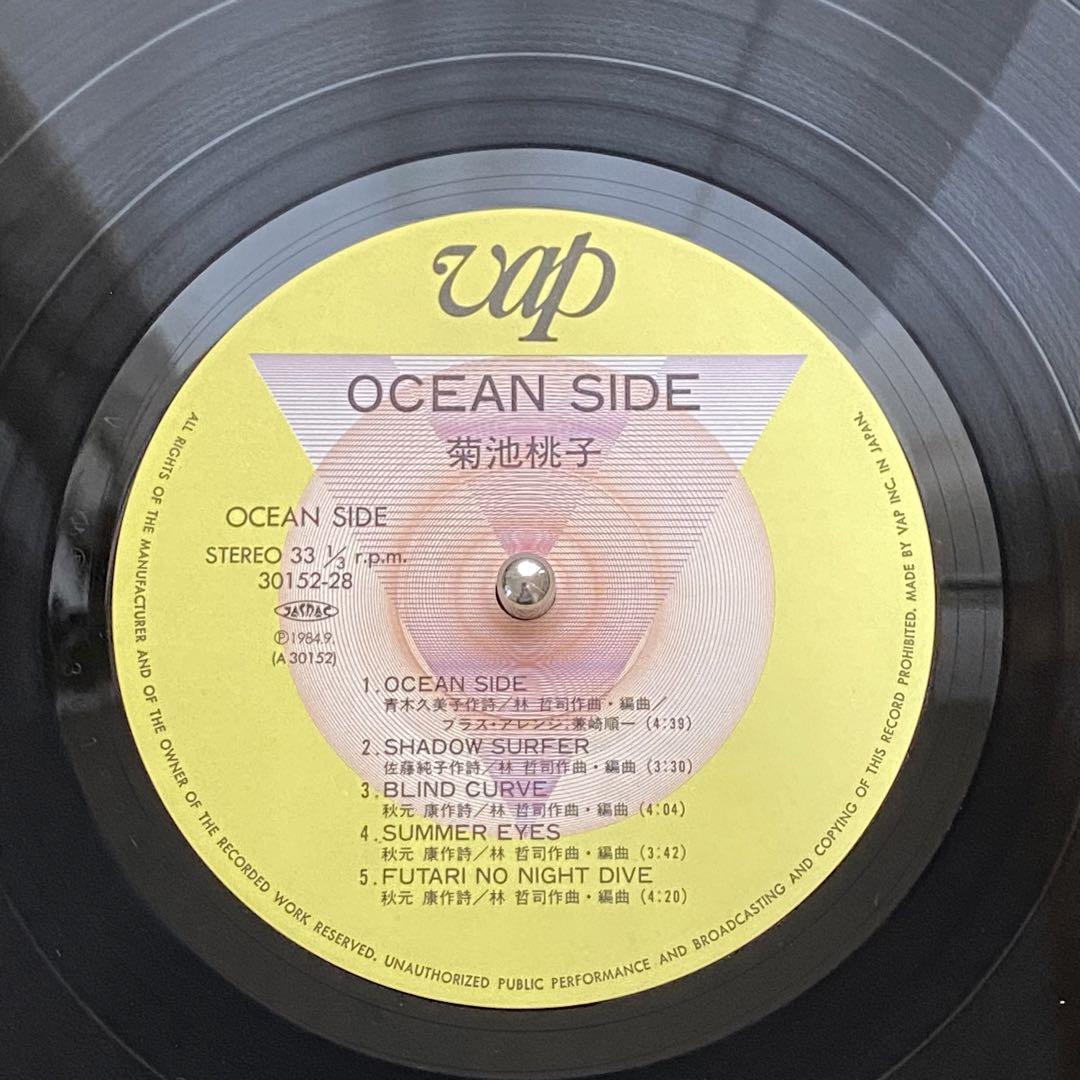 vap
OCEAN SIDE
菊池桃子
OCEAN SIDE
STEREO 33 1/3 r.p.m.
30152-28
JASRAC
Ⓟ1984.9.
(A 30152)
1.OCEAN SIDE
青木久美子作詩／林 哲司作曲・編曲／
ブラス・アレンジ:兼崎順一 (4:39)
2.SHADOW SURFER
佐藤純子作詩／林 哲司作曲・編曲 (3:30)
3.BLIND CURVE
秋元 康作詩／林 哲司作曲・編曲 (4:04)
4.SUMMER EYES
秋元 康作詩／林 哲司作曲・編曲 (3:42)
5.FUTARI NO NIGHT DIVE
秋元 康作詩／林 哲司作曲・編曲 (4:20)
ALL RIGHTS OF THE MANUFACTURER AND OF THE OWNER OF THE RECORDED WORK RESERVED. UNAUTHORIZED PUBLIC PERFORMANCE AND BROADCASTING AND COPYING OF THIS RECORD PROHIBITED. MADE BY VAP INC. IN JAPAN.